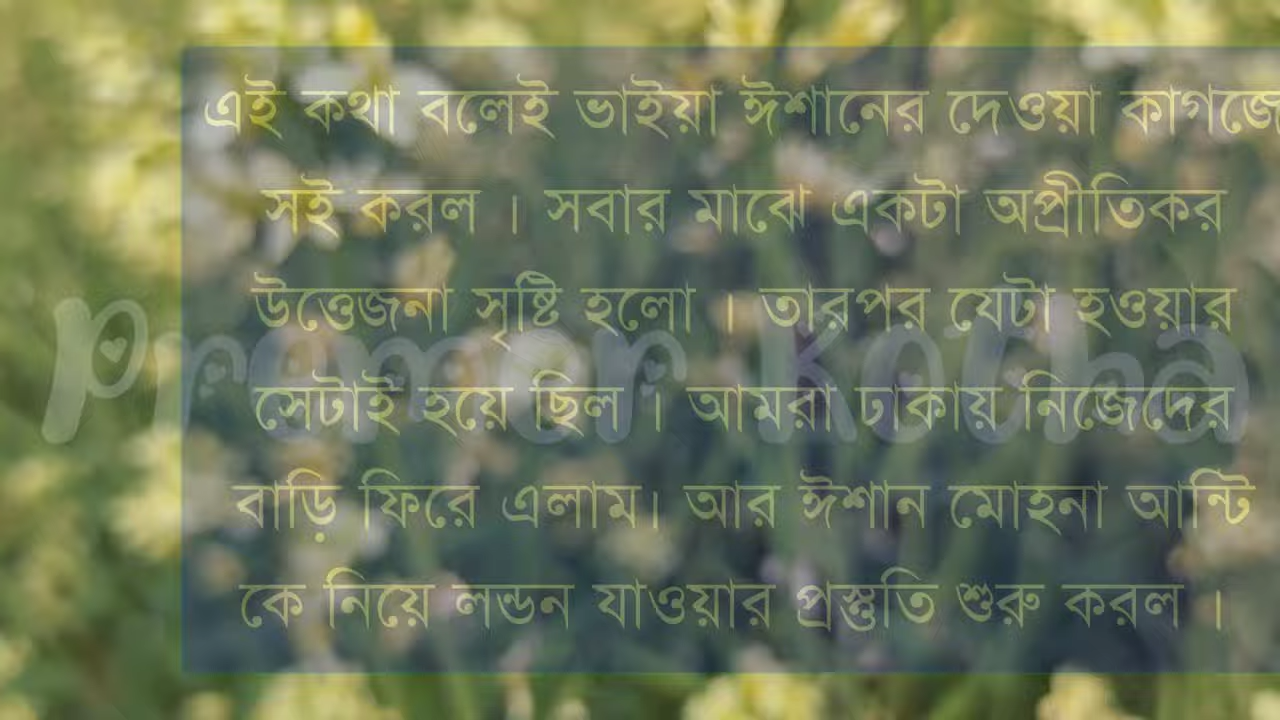 এই কথা বলেই ভাইয়া ঈশানের দেওয়া কাগজে
সই করল । সবার মাঝে একটা অপ্রীতিকর
উত্তেজনা সৃষ্টি হলো । তারপর যেটা হওয়ার
সেটাই হয়ে ছিল । আমরা ঢাকায় নিজেদের
বাড়ি ফিরে এলাম। আর ঈশান মোহনা আন্টি
কে নিয়ে লন্ডন যাওয়ার প্রস্তুতি শুরু করল ।
Premer Kotha